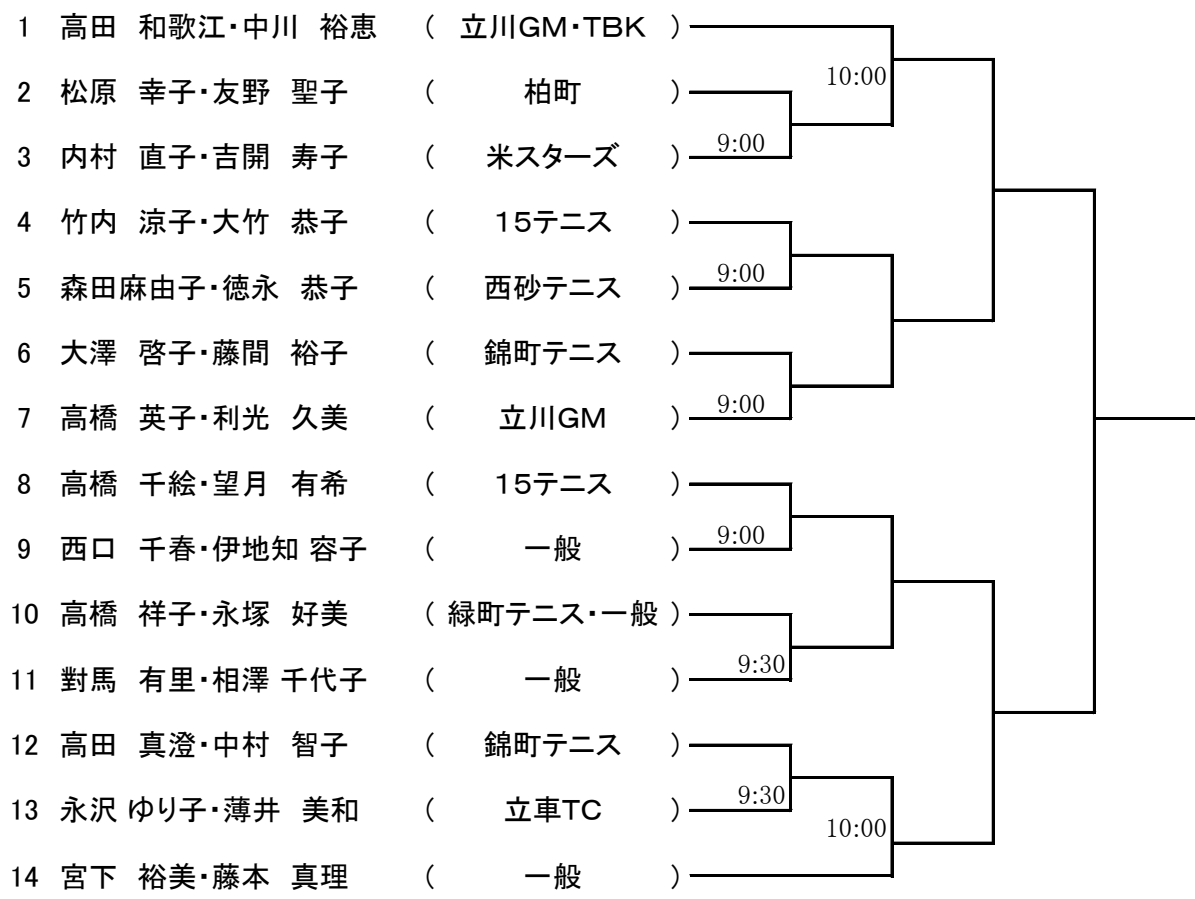 1 高田 和歌江・中川 裕恵 ( 立川GM・TBK )
10:00
2 松原 幸子・友野 聖子 ( 柏町 )
9:00
3 内村 直子・吉開 寿子 ( 米スターズ )
4 竹内 涼子・大竹 恭子 ( 15テニス )
9:00
5 森田麻由子・徳永 恭子 ( 西砂テニス )
6 大澤 啓子・藤間 裕子 ( 錦町テニス )
9:00
7 高橋 英子・利光 久美 ( 立川GM )
8 高橋 千絵・望月 有希 ( 15テニス )
9:00
9 西口 千春・伊地知 容子 ( 一般 )
10 高橋 祥子・永塚 好美 ( 緑町テニス・一般 )
9:30
11 對馬 有里・相澤 千代子 ( 一般 )
12 高田 真澄・中村 智子 ( 錦町テニス )
9:30
13 永沢 ゆり子・薄井 美和 ( 立車TC )
10:00
14 宮下 裕美・藤本 真理 ( 一般 )